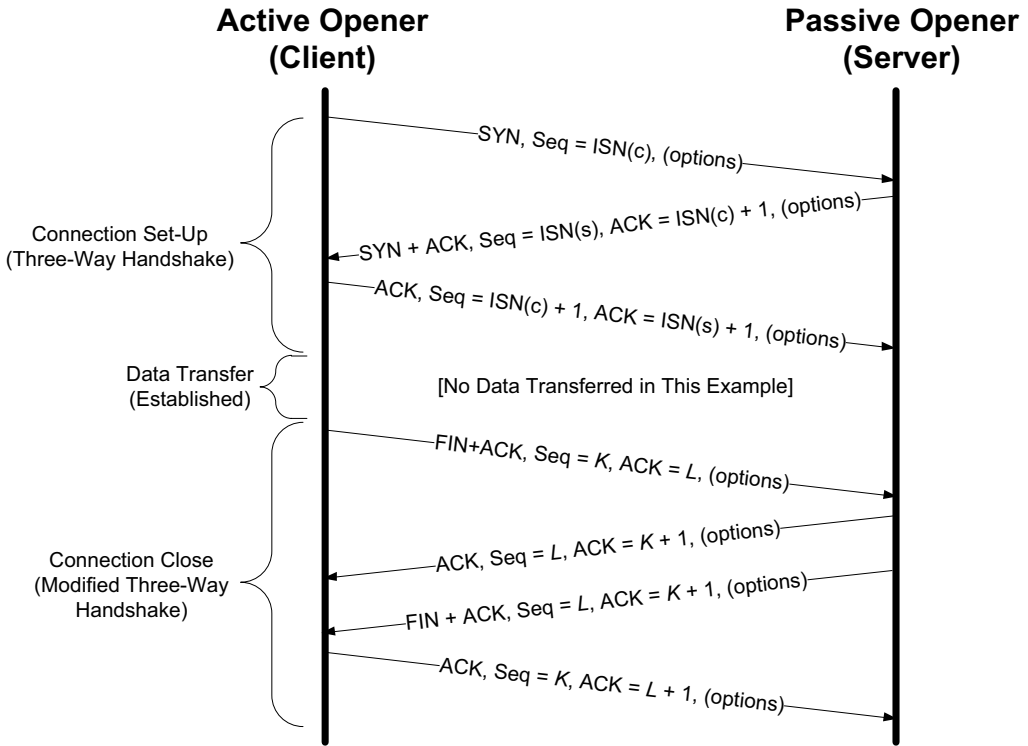 Active Opener
(Client)
Passive Opener
(Server)
SYN, Seq = ISN(c), (options)
SYN + ACK, Seq = ISN(s), ACK = ISN(c) + 1, (options)
Connection Set-Up
(Three-Way Handshake)
ACK, Seq = ISN(c) + 1, ACK = ISN(s) + 1, (options)
Data Transfer
(Established)
[No Data Transferred in This Example]
FIN+ACK, Seq = K, ACK = L, (options)
ACK, Seq = L, ACK = K + 1, (options)
Connection Close
(Modified Three-Way
Handshake)
FIN + ACK, Seq = L, ACK = K + 1, (options)
ACK, Seq = K, ACK = L + 1, (options)